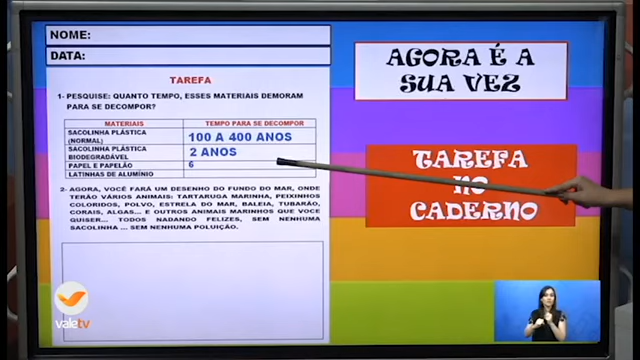 NOME:
DATA:
TAREFA
1- PESQUISE: QUANTO TEMPO, ESSES MATERIAIS DEMORAM
PARA SE DECOMPOR?
MATERIAIS TEMPO PARA SE DECOMPOR
SACOLINHA PLÁSTICA
(NORMAL) 100 A 400 ANOS
SACOLINHA PLÁSTICA
BIODEGRADÁVEL 2 ANOS
PAPEL E PAPELÃO 6
LATINHAS DE ALUMÍNIO
2- AGORA, VOCÊ FARÁ UM DESENHO DO FUNDO DO MAR, ONDE
TERÃO VÁRIOS ANIMAIS: TARTARUGA MARINHA, PEIXINHOS
COLORIDOS, POLVO, ESTRELA DO MAR, BALEIA, TUBARÃO,
CORAIS, ALGAS... E OUTROS ANIMAIS MARINHOS QUE VOCE
QUISER... TODOS NADANDO FELIZES, SEM NENHUMA
SACOLINHA ... SEM NENHUMA POLUIÇÃO.
AGORA É A
SUA VEZ
TAREFA
NO
CADERNO
valetv